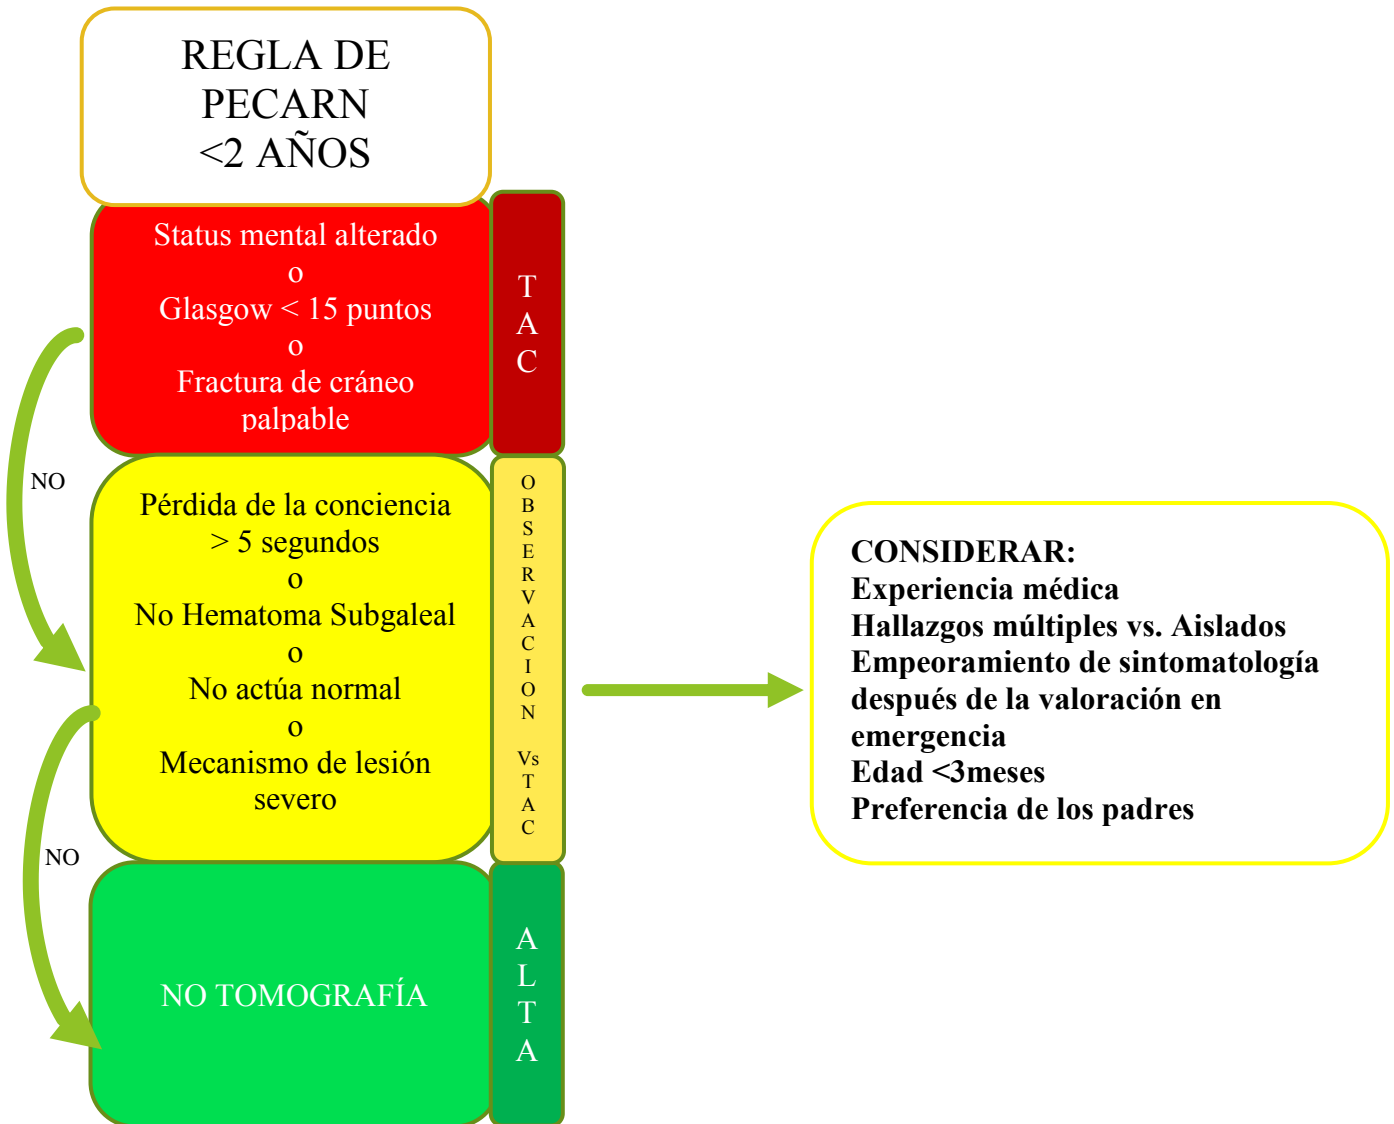 REGLA DE
PECARN
<2 AÑOS
Status mental alterado
o
Glasgow < 15 puntos
o
Fractura de cráneo
palpable
T
A
C
NO
Pérdida de la conciencia
> 5 segundos
o
No Hematoma Subgaleal
o
No actúa normal
o
Mecanismo de lesión
severo
O
B
S
E
R
V
A
C
I
O
N
Vs
T
A
C
CONSIDERAR:
Experiencia médica
Hallazgos múltiples vs. Aislados
Empeoramiento de sintomatología
después de la valoración en
emergencia
Edad <3meses
Preferencia de los padres
NO
NO TOMOGRAFÍA
A
L
T
A